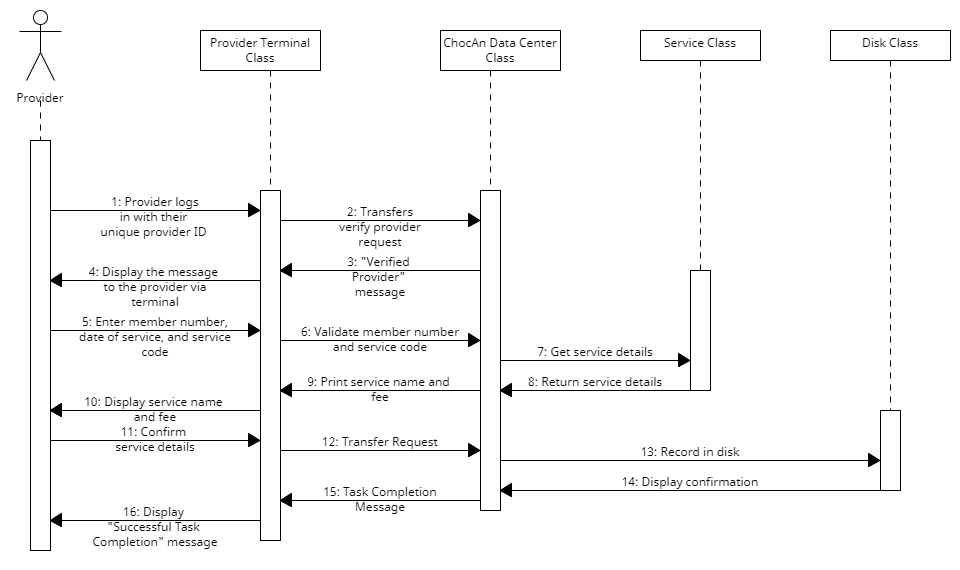 Provider
Provider Terminal
Class
ChocAn Data Center
Class
Service Class
Disk Class
1: Provider logs
in with their
unique provider ID
2: Transfers
verify provider
request
3: "Verified
Provider"
message
4: Display the message
to the provider via
terminal
5: Enter member number,
date of service, and service
code
6: Validate member number
and service code
7: Get service details
8: Return service details
9: Print service name and
fee
10: Display service name
and fee
11: Confirm
service details
12: Transfer Request
13: Record in disk
14: Display confirmation
15: Task Completion
Message
16: Display
"Successful Task
Completion" message